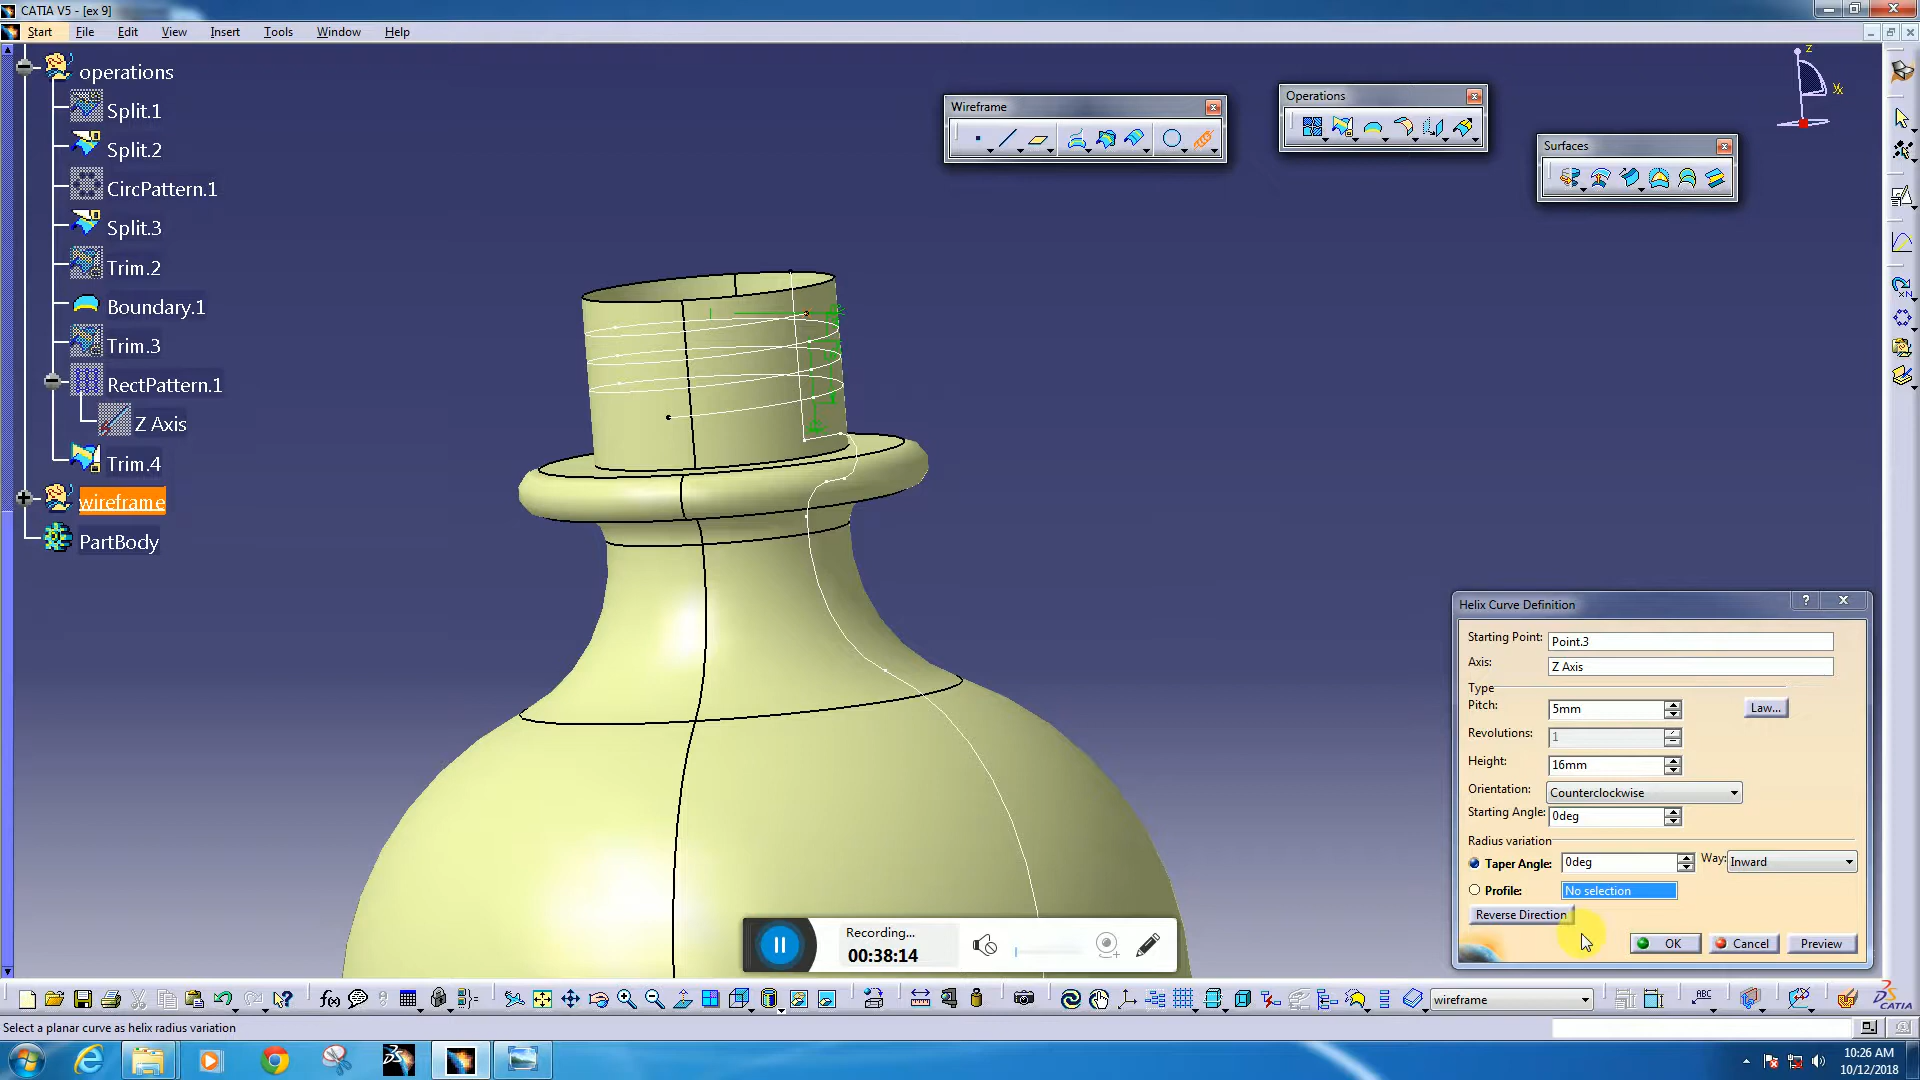 CATIA V5 - [ex 9]
Start File Edit View Insert Tools Window Help
operations
Split.1
Split.2
CircPattern.1
Split.3
Trim.2
Boundary.1
Trim.3
RectPattern.1
Z Axis
Trim.4
wireframe
PartBody
Wireframe
Operations
Surfaces
z
Helix Curve Definition
?
Starting Point: Point.3
Axis: Z Axis
Type
Pitch: 5mm Law...
Revolutions: 1
Height: 16mm
Orientation: Counterclockwise
Starting Angle: 0deg
Radius variation
Taper Angle: 0deg Way: Inward
Profile: No selection
Reverse Direction
OK Cancel Preview
Recording...
00:38:14
wireframe
ABC
CATIA
Select a planar curve as helix radius variation
10:26 AM
10/12/2018